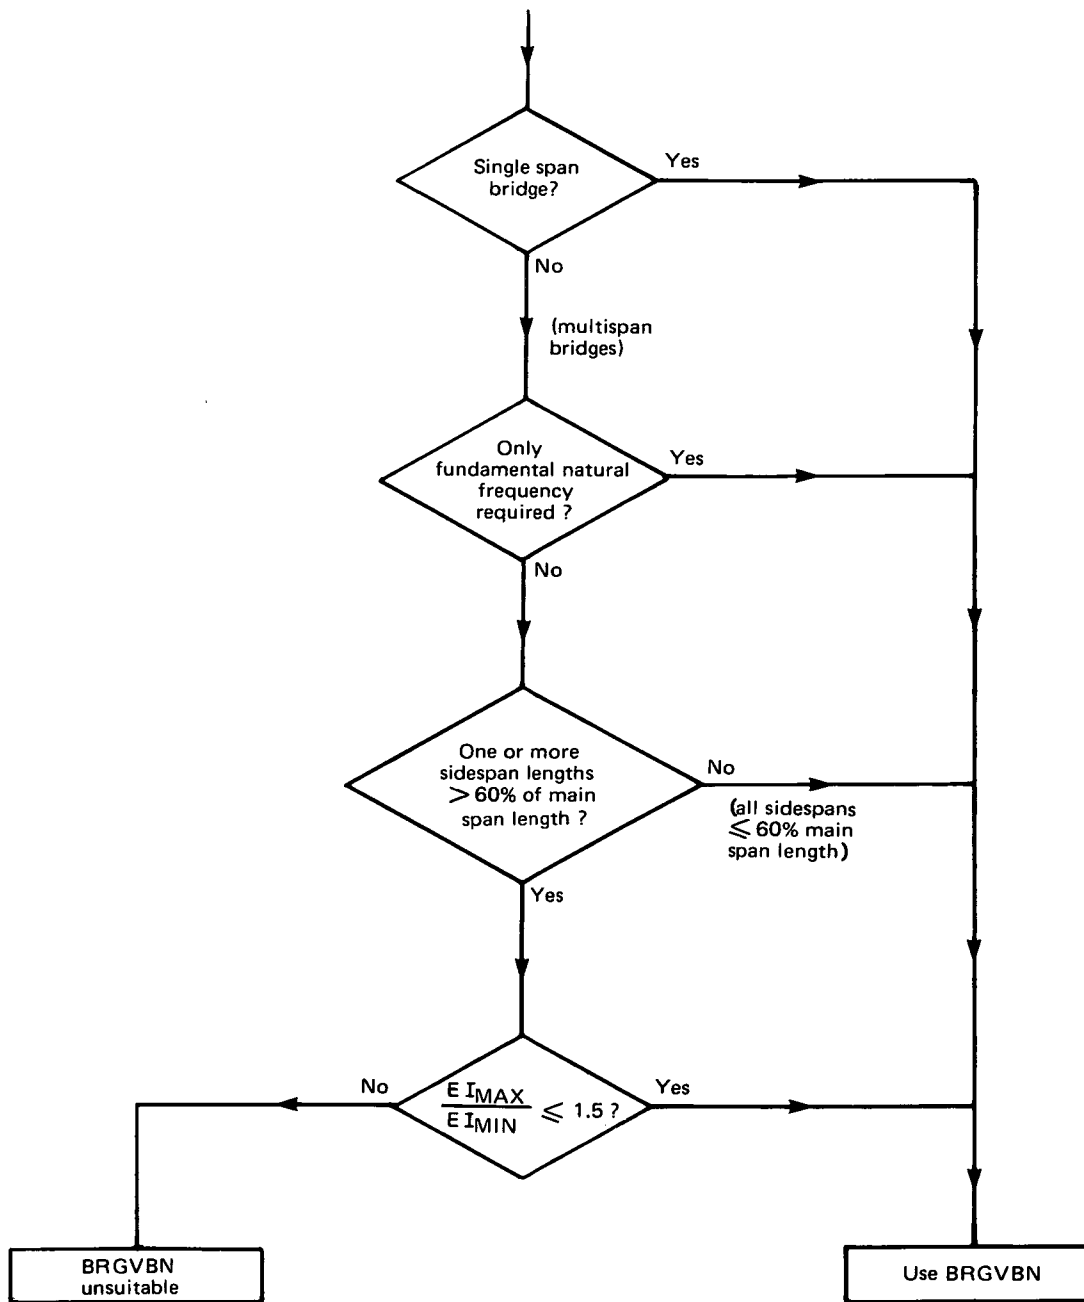 Single span
bridge?
Yes
No
(multispan
bridges)
Only
fundamental natural
frequency
required ?
Yes
No
One or more
sidespan lengths
> 60% of main
span length ?
No
(all sidespans
⩽ 60% main
span length)
Yes
No
E I MAX
E I MIN
⩽ 1.5 ?
Yes
BRGVBN
unsuitable
Use BRGVBN